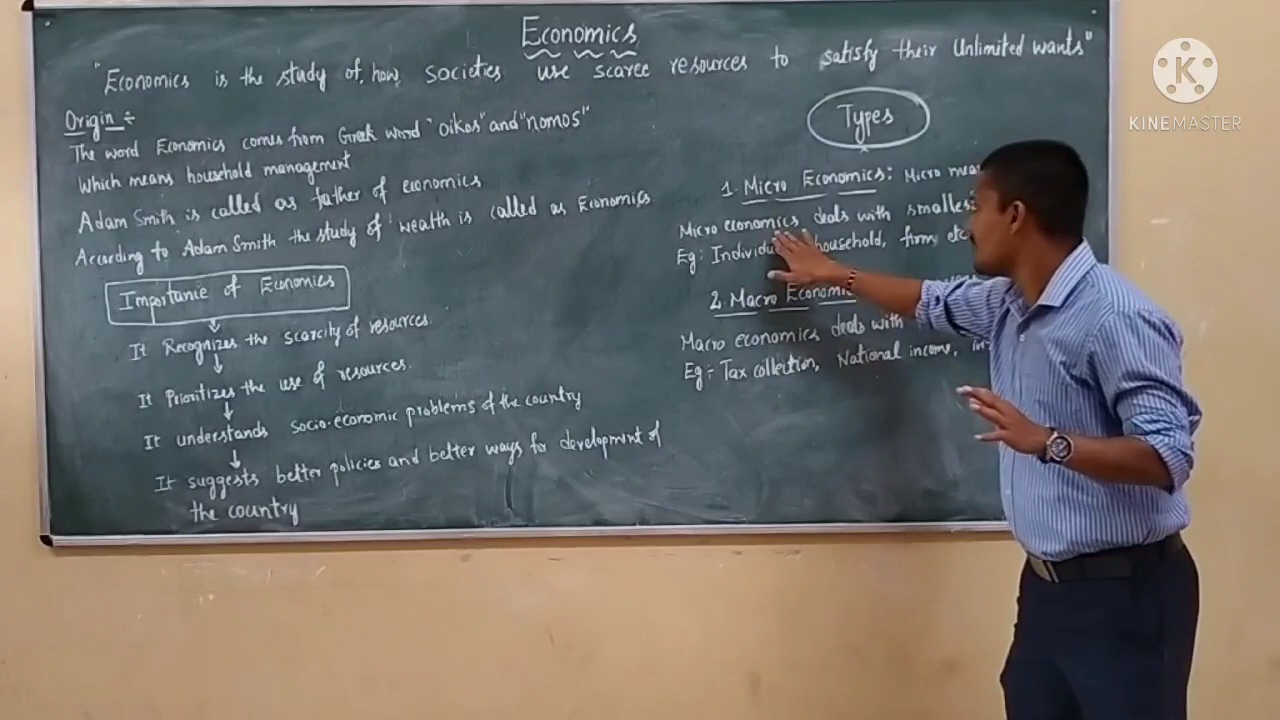 Economics
"Economics is the study of, how, societies use scarce resources to satisfy their Unlimited wants"
Origin ÷
The word Economics comes from Greek word "oikos" and "nomos"
Which means household management
Adam Smith is called as father of economics
According to Adam Smith the study of wealth is called as Economics
Importance of Economics
It Recognizes the scarcity of resources.
It Prioritizes the use of resources.
It understands socio-economic problems of the country
It suggests better policies and better ways for development of
the country
Types
1. Micro Economics: Micro
Micro economics deals with
Eg: household, firm, etc
2. Macro
Macro economics deals with
Eg:- Tax collection, National income,
K
KINEMASTER